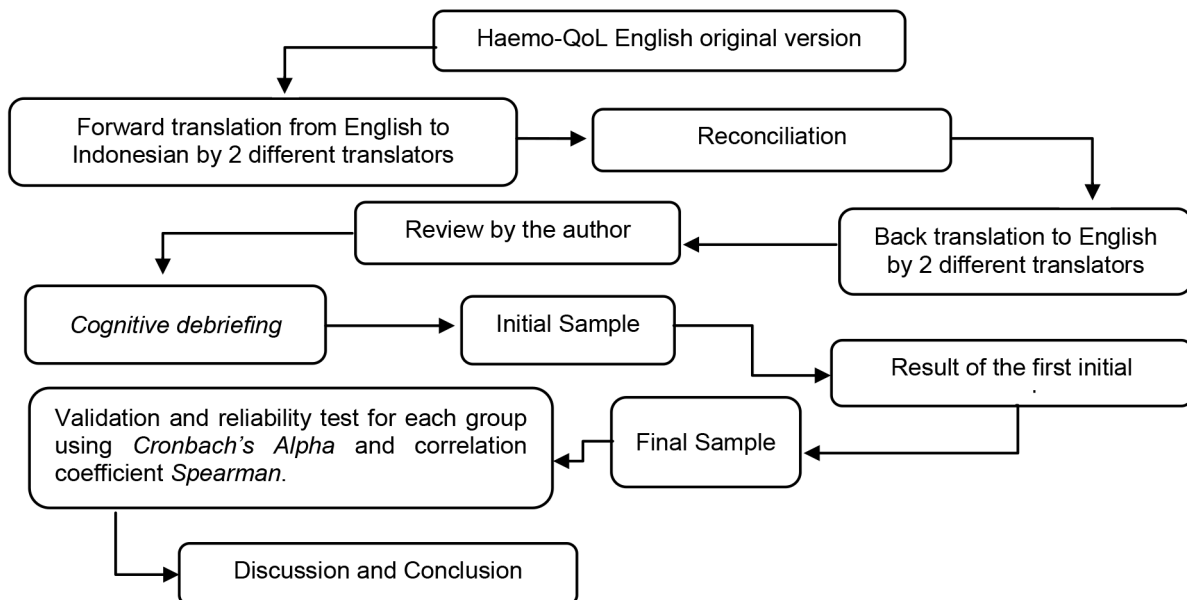 Haemo-QoL English original version
Forward translation from English to
Indonesian by 2 different translators
Reconciliation
Back translation to English
by 2 different translators
Review by the author
Cognitive debriefing
Initial Sample
Result of the first initial
.
Final Sample
Validation and reliability test for each group
using Cronbach’s Alpha and correlation
coefficient Spearman.
Discussion and Conclusion